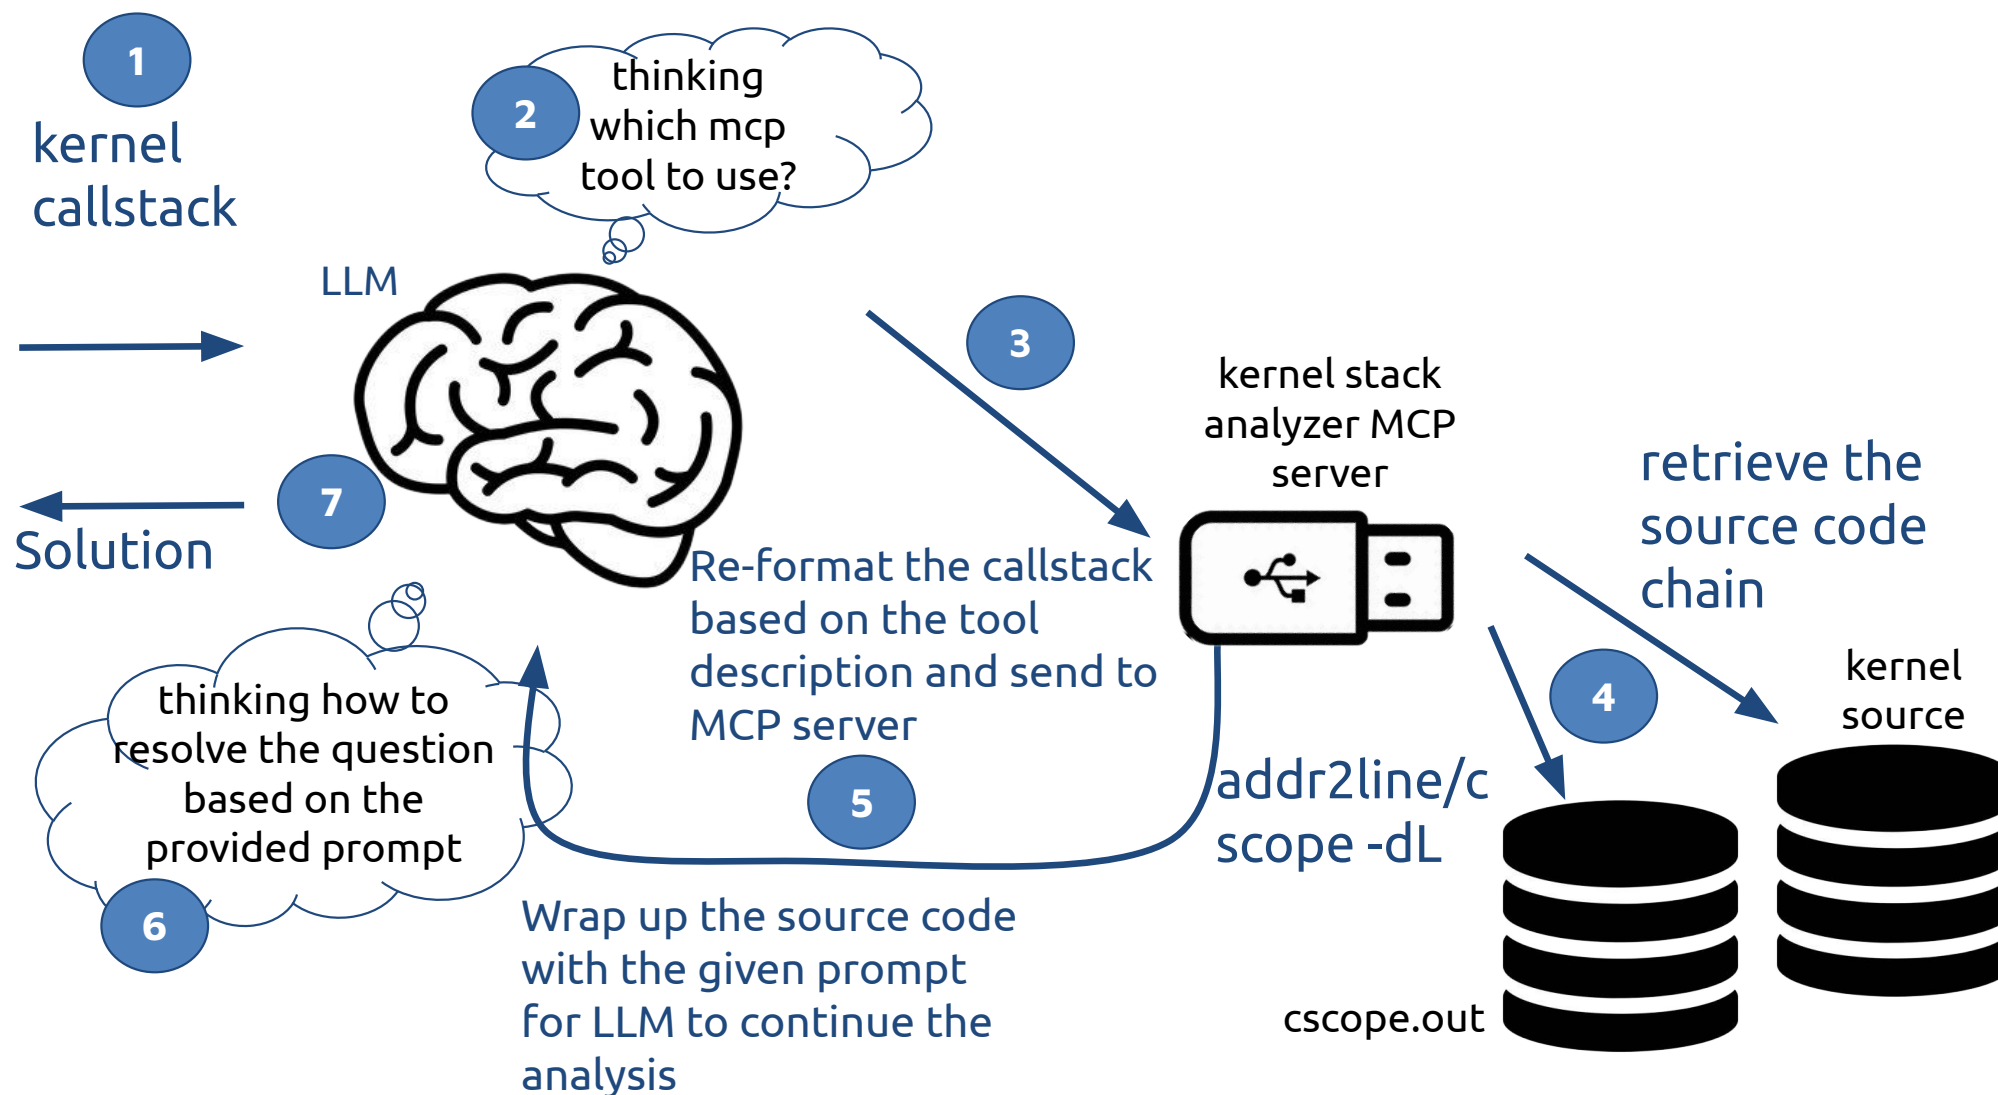 1
kernel
callstack
2
thinking
which mcp
tool to use?
LLM
3
kernel stack
analyzer MCP
server
retrieve the
source code
chain
7
Solution
Re-format the callstack
based on the tool
description and send to
MCP server
4
kernel
source
thinking how to
resolve the question
based on the
provided prompt
6
5
addr2line/c
scope -dL
Wrap up the source code
with the given prompt
for LLM to continue the
analysis
cscope.out